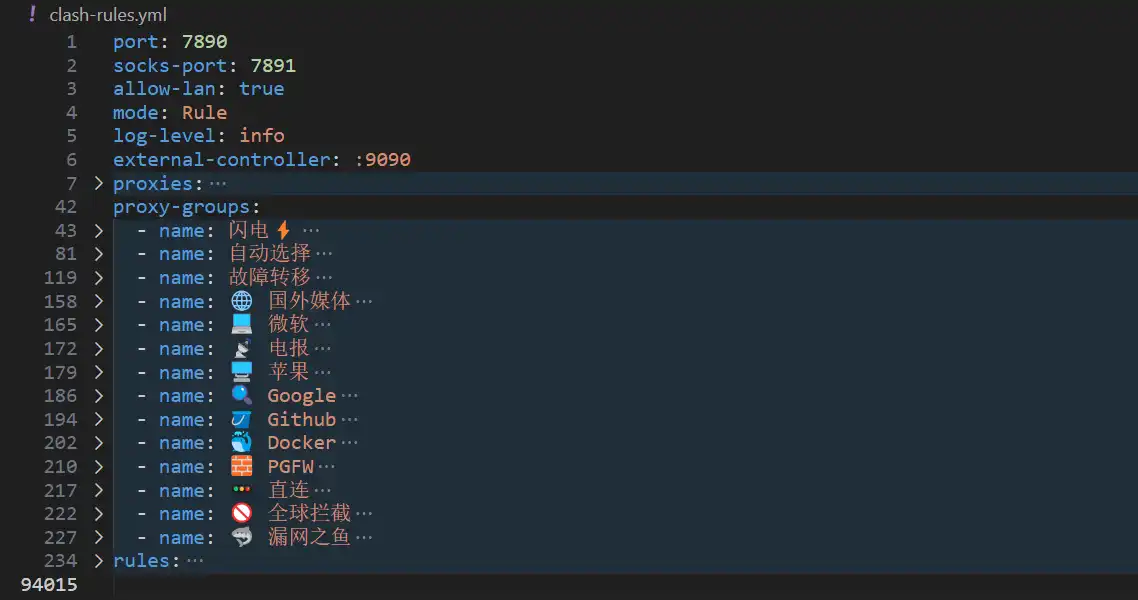 ! clash-rules.yml
1 port: 7890
2 socks-port: 7891
3 allow-lan: true
4 mode: Rule
5 log-level: info
6 external-controller: :9090
7 > proxies: ···
42 proxy-groups:
43 > - name: 闪电⚡ ···
81 > - name: 自动选择 ···
119 > - name: 故障转移 ···
158 > - name: 🌐 国外媒体 ···
165 > - name: 💻 微软 ···
172 > - name: 📡 电报 ···
179 > - name: 🖥️ 苹果 ···
186 > - name: 🔍 Google ···
194 > - name: Github ···
202 > - name: 🐳 Docker ···
210 > - name: 🧱 PGFW ···
217 > - name: 🚥 直连 ···
222 > - name: 🚫 全球拦截 ···
227 > - name: 🦈 漏网之鱼 ···
234 > rules: ···
94015